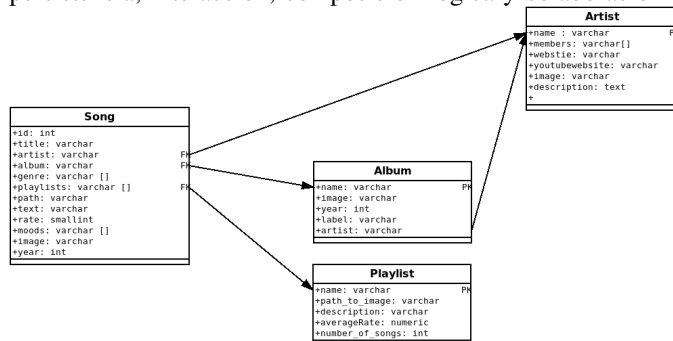 Artist
+name : varchar
+members: varchar[]
+webstie: varchar
+youtubewebsite: varchar
+image: varchar
+description: text
+
Song
+id: int
+title: varchar
+artist: varchar FK
+album: varchar FK
+genre: varchar []
+playlists: varchar [] FK
+path: varchar
+text: varchar
+rate: smallint
+moods: varchar []
+image: varchar
+year: int
Album
+name: varchar PK
+image: varchar
+year: int
+label: varchar
+artist: varchar
Playlist
+name: varchar PK
+path_to_image: varchar
+description: varchar
+averageRate: numeric
+number_of_songs: int